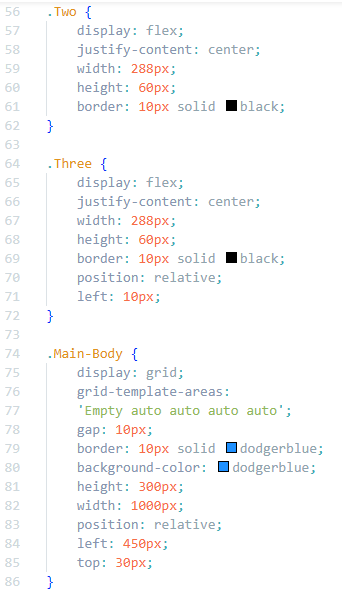 56 .Two {
57 display: flex;
58 justify-content: center;
59 width: 288px;
60 height: 60px;
61 border: 10px solid black;
62 }
63
64 .Three {
65 display: flex;
66 justify-content: center;
67 width: 288px;
68 height: 60px;
69 border: 10px solid black;
70 position: relative;
71 left: 10px;
72 }
73
74 .Main-Body {
75 display: grid;
76 grid-template-areas:
77 'Empty auto auto auto auto';
78 gap: 10px;
79 border: 10px solid dodgerblue;
80 background-color: dodgerblue;
81 height: 300px;
82 width: 1000px;
83 position: relative;
84 left: 450px;
85 top: 30px;
86 }